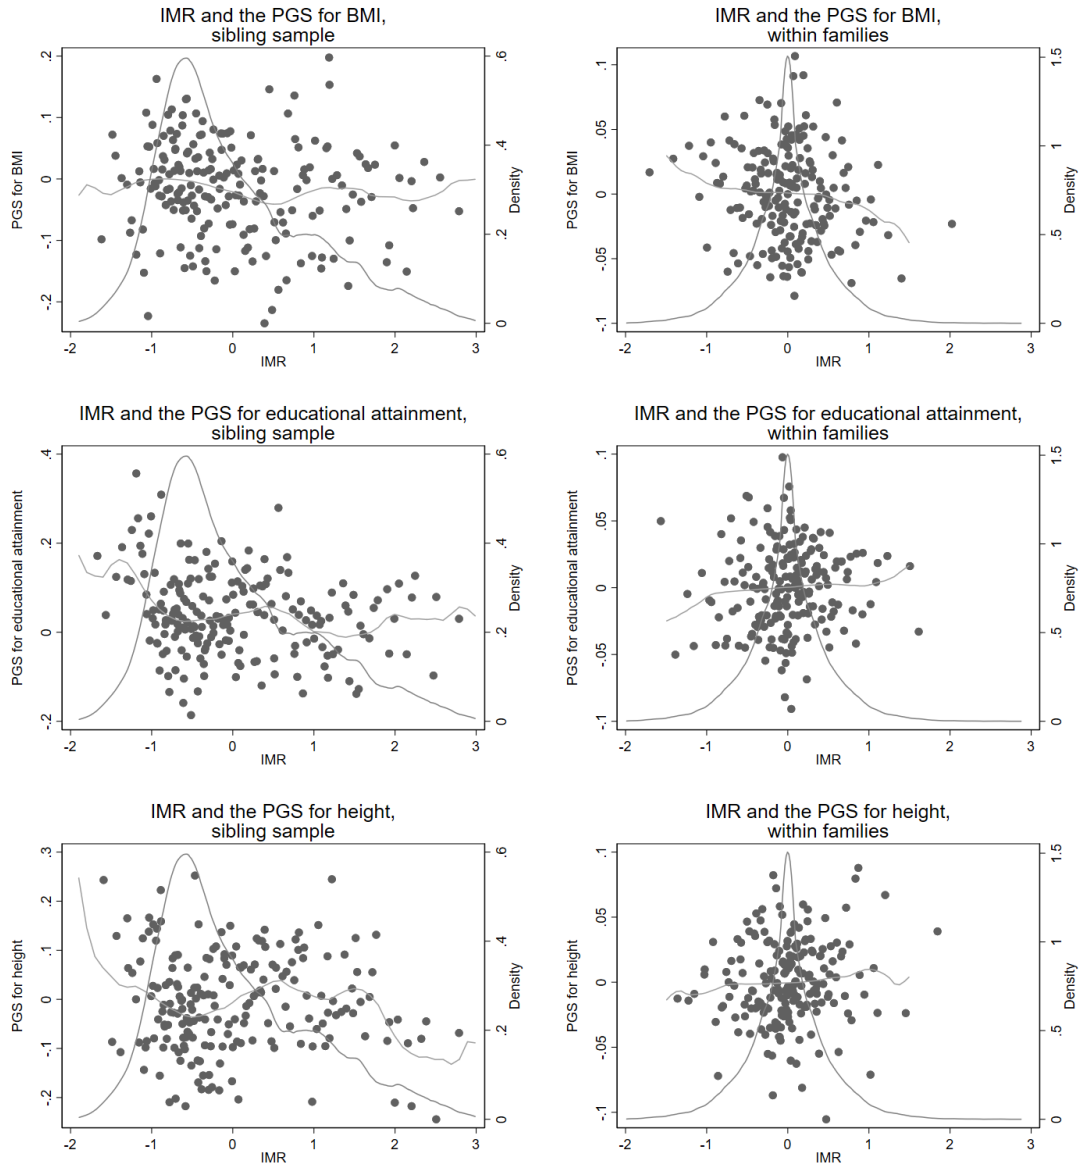 IMR and the PGS for BMI,
sibling sample
.2
.1
0
-.1
-.2
PGS for BMI
.6
.4
.2
0
Density
-2 -1 0 1 2 3
IMR
IMR and the PGS for BMI,
within families
.1
.05
0
-.05
-.1
PGS for BMI
1.5
1
.5
0
Density
-2 -1 0 1 2 3
IMR
IMR and the PGS for educational attainment,
sibling sample
.4
.2
0
-.2
PGS for educational attainment
.6
.4
.2
0
Density
-2 -1 0 1 2 3
IMR
IMR and the PGS for educational attainment,
within families
.1
.05
0
-.05
-.1
PGS for educational attainment
1.5
1
.5
0
Density
-2 -1 0 1 2 3
IMR
IMR and the PGS for height,
sibling sample
.3
.2
.1
0
-.1
-.2
PGS for height
.6
.4
.2
0
Density
-2 -1 0 1 2 3
IMR
IMR and the PGS for height,
within families
.1
.05
0
-.05
-.1
PGS for height
1.5
1
.5
0
Density
-2 -1 0 1 2 3
IMR